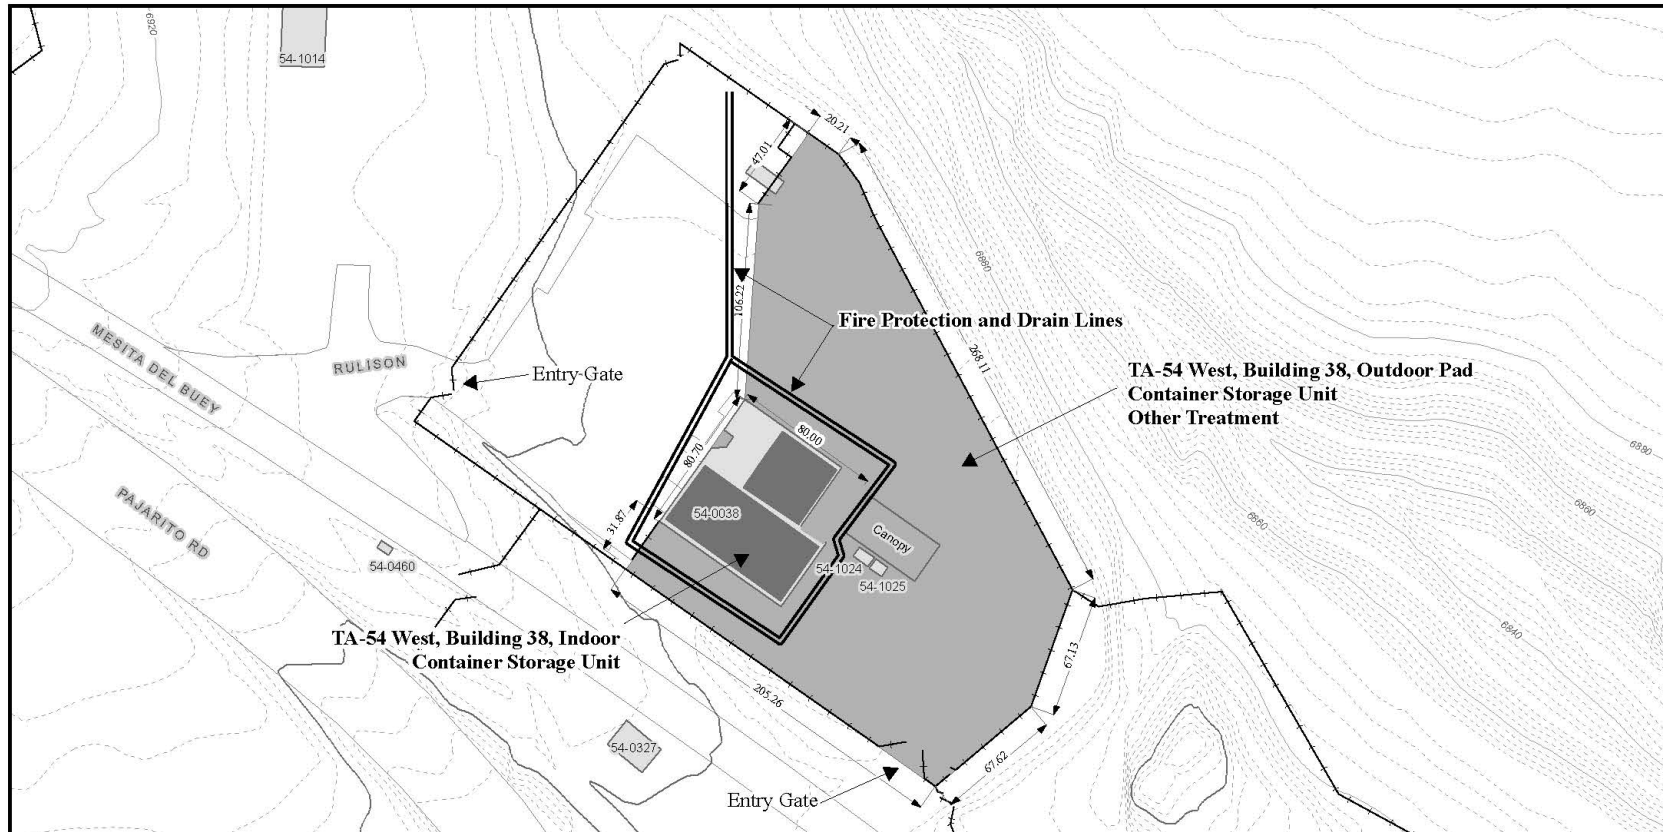 6920
54-1014
20.21
47.01
6880
106.22
Fire Protection and Drain Lines
268.11
MESITA DEL BUEY
RULISON
Entry Gate
TA-54 West, Building 38, Outdoor Pad
Container Storage Unit
Other Treatment
80.00
80.70
6880
PAJARITO RD
31.87
54-0038
Canopy
6860
6860
54-0460
54-1024
54-1025
6840
TA-54 West, Building 38, Indoor
Container Storage Unit
67.13
205.26
54-0327
67.62
Entry Gate